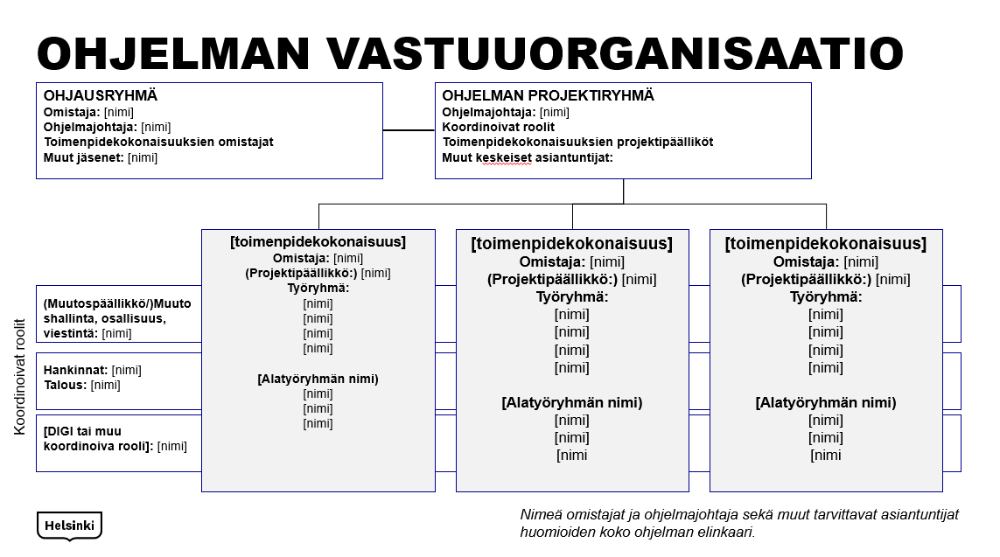 OHJELMAN VASTUUORGANISAATIO
OHJAUSRYHMÄ
Omistaja: [nimi]
Ohjelmajohtaja: [nimi]
Toimenpidekokonaisuuksien omistajat
Muut jäsenet: [nimi]
OHJELMAN PROJEKTIRYHMÄ
Ohjelmajohtaja: [nimi]
Koordinoivat roolit
Toimenpidekokonaisuuksien projektipäälliköt
Muut keskeiset asiantuntijat:
Koordinoivat roolit
(Muutospäällikkö/)Muuto
shallinta, osallisuus,
viestintä: [nimi]
Hankinnat: [nimi]
Talous: [nimi]
[DIGI tai muu
koordinoiva rooli]: [nimi]
[toimenpidekokonaisuus]
Omistaja: [nimi]
(Projektipäällikkö:) [nimi]
Työryhmä:
[nimi]
[nimi]
[nimi]
[nimi]
[Alatyöryhmän nimi)
[nimi]
[nimi]
[nimi]
[toimenpidekokonaisuus]
Omistaja: [nimi]
(Projektipäällikkö:) [nimi]
Työryhmä:
[nimi]
[nimi]
[nimi]
[nimi]
[Alatyöryhmän nimi)
[nimi]
[nimi]
[nimi
[toimenpidekokonaisuus]
Omistaja: [nimi]
(Projektipäällikkö:) [nimi]
Työryhmä:
[nimi]
[nimi]
[nimi]
[nimi]
[Alatyöryhmän nimi)
[nimi]
[nimi]
[nimi
Helsinki
Nimeä omistajat ja ohjelmajohtaja sekä muut tarvittavat asiantuntijat
huomioiden koko ohjelman elinkaari.